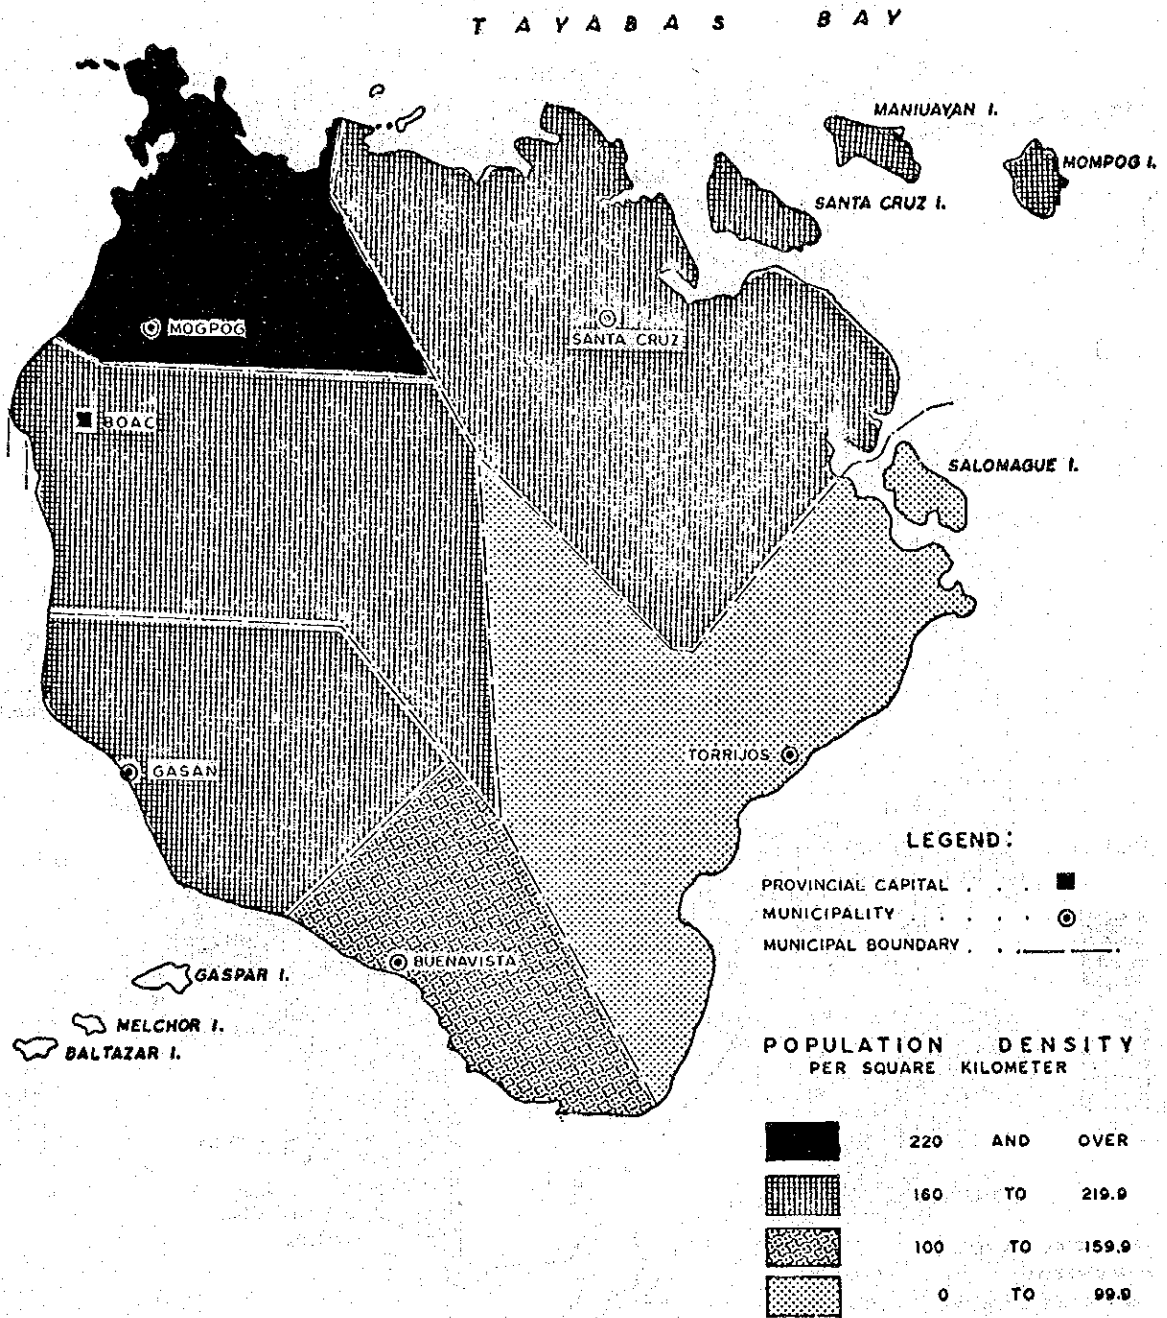 TAYABAS BAY
MANIUAYAN I.
MOMPOG I.
SANTA CRUZ I.
MOGPOG
SANTA CRUZ
BOAC
SALOMAGUE I.
TORRIJOS
GASAN
LEGEND:
PROVINCIAL CAPITAL . . .
MUNICIPALITY . . . . . .
MUNICIPAL BOUNDARY . .
BUENAVISTA
GASPAR I.
MELCHOR I.
BALTAZAR I.
POPULATION DENSITY
PER SQUARE KILOMETER
220 AND OVER
160 TO 219.9
100 TO 159.9
0 TO 99.9